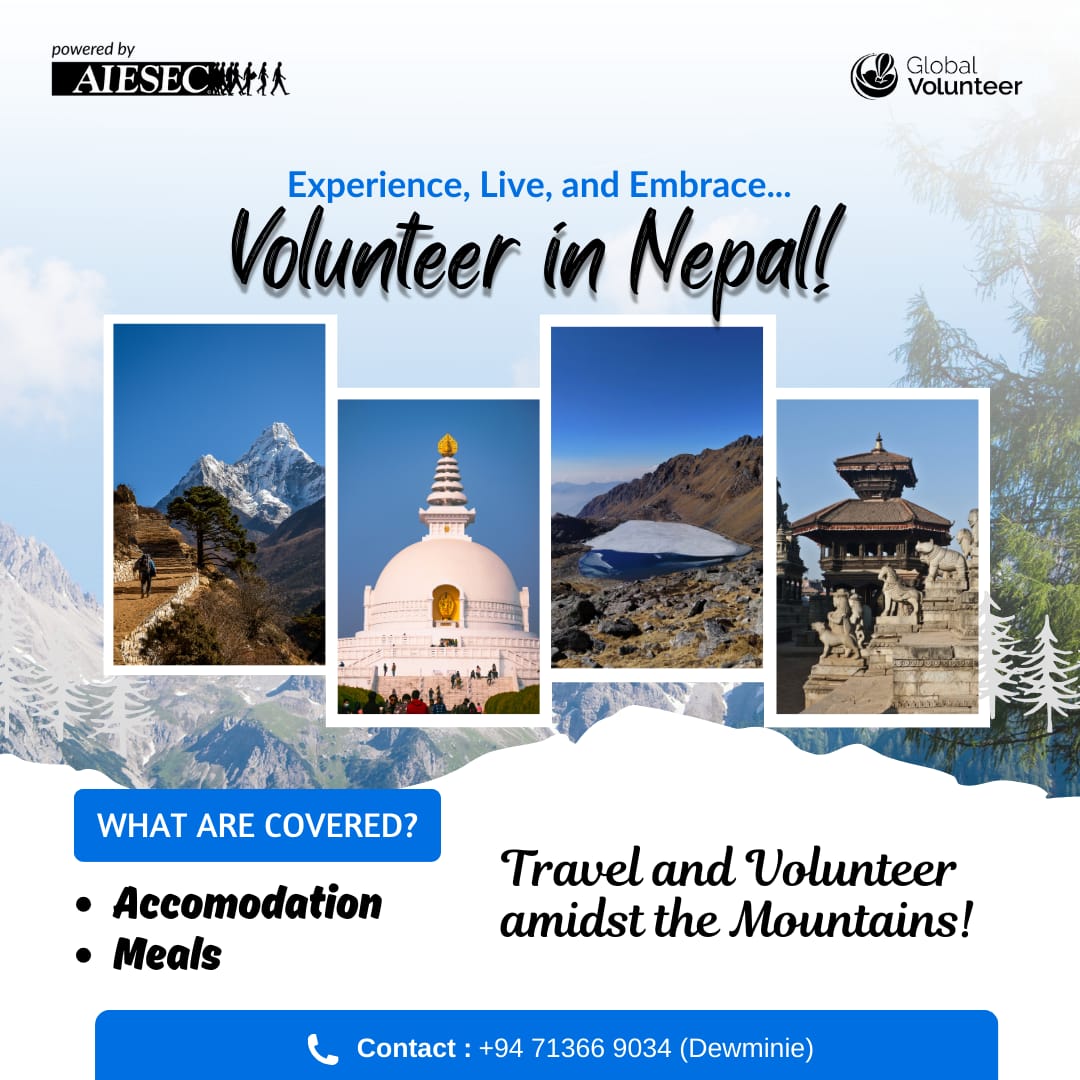 powered by
AIESEC
Global
Volunteer
Experience, Live, and Embrace...
Volunteer in Nepal!
WHAT ARE COVERED?
• Accomodation
• Meals
Travel and Volunteer
amidst the Mountains!
Contact : +94 71366 9034 (Dewminie)